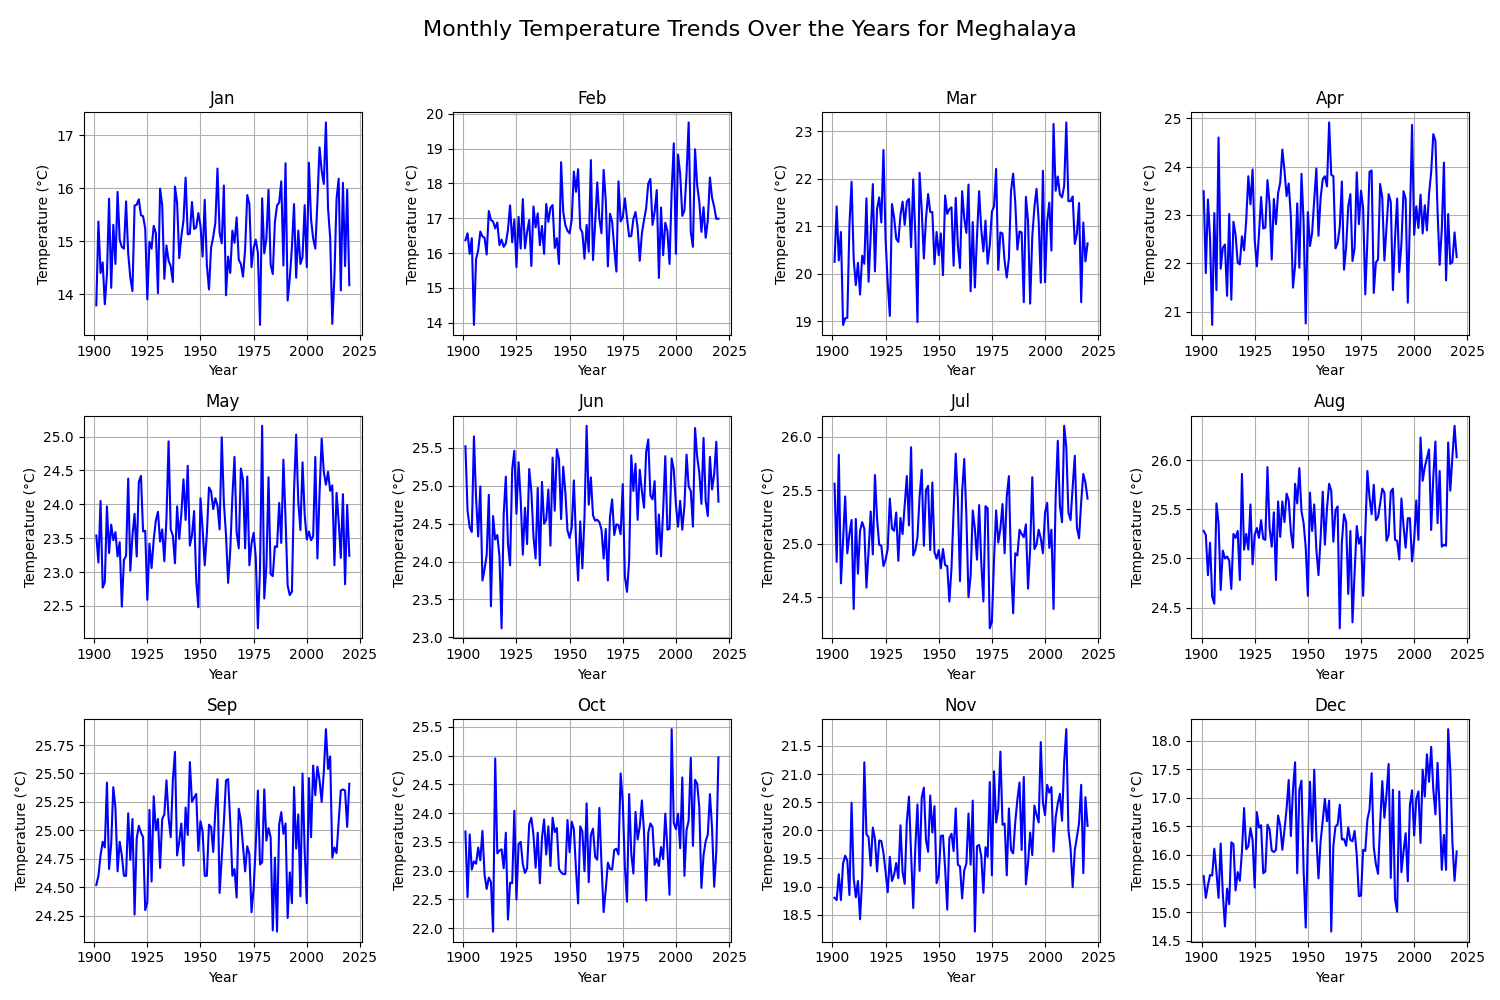 Monthly Temperature Trends Over the Years for Meghalaya
Jan
Temperature (°C)
17
16
15
14
1900 1925 1950 1975 2000 2025
Year
Feb
Temperature (°C)
20
19
18
17
16
15
14
1900 1925 1950 1975 2000 2025
Year
Mar
Temperature (°C)
23
22
21
20
19
1900 1925 1950 1975 2000 2025
Year
Apr
Temperature (°C)
25
24
23
22
21
1900 1925 1950 1975 2000 2025
Year
May
Temperature (°C)
25.0
24.5
24.0
23.5
23.0
22.5
1900 1925 1950 1975 2000 2025
Year
Jun
Temperature (°C)
25.5
25.0
24.5
24.0
23.5
23.0
1900 1925 1950 1975 2000 2025
Year
Jul
Temperature (°C)
26.0
25.5
25.0
24.5
1900 1925 1950 1975 2000 2025
Year
Aug
Temperature (°C)
26.0
25.5
25.0
24.5
1900 1925 1950 1975 2000 2025
Year
Sep
Temperature (°C)
25.75
25.50
25.25
25.00
24.75
24.50
24.25
1900 1925 1950 1975 2000 2025
Year
Oct
Temperature (°C)
25.5
25.0
24.5
24.0
23.5
23.0
22.5
22.0
1900 1925 1950 1975 2000 2025
Year
Nov
Temperature (°C)
21.5
21.0
20.5
20.0
19.5
19.0
18.5
1900 1925 1950 1975 2000 2025
Year
Dec
Temperature (°C)
18.0
17.5
17.0
16.5
16.0
15.5
15.0
14.5
1900 1925 1950 1975 2000 2025
Year